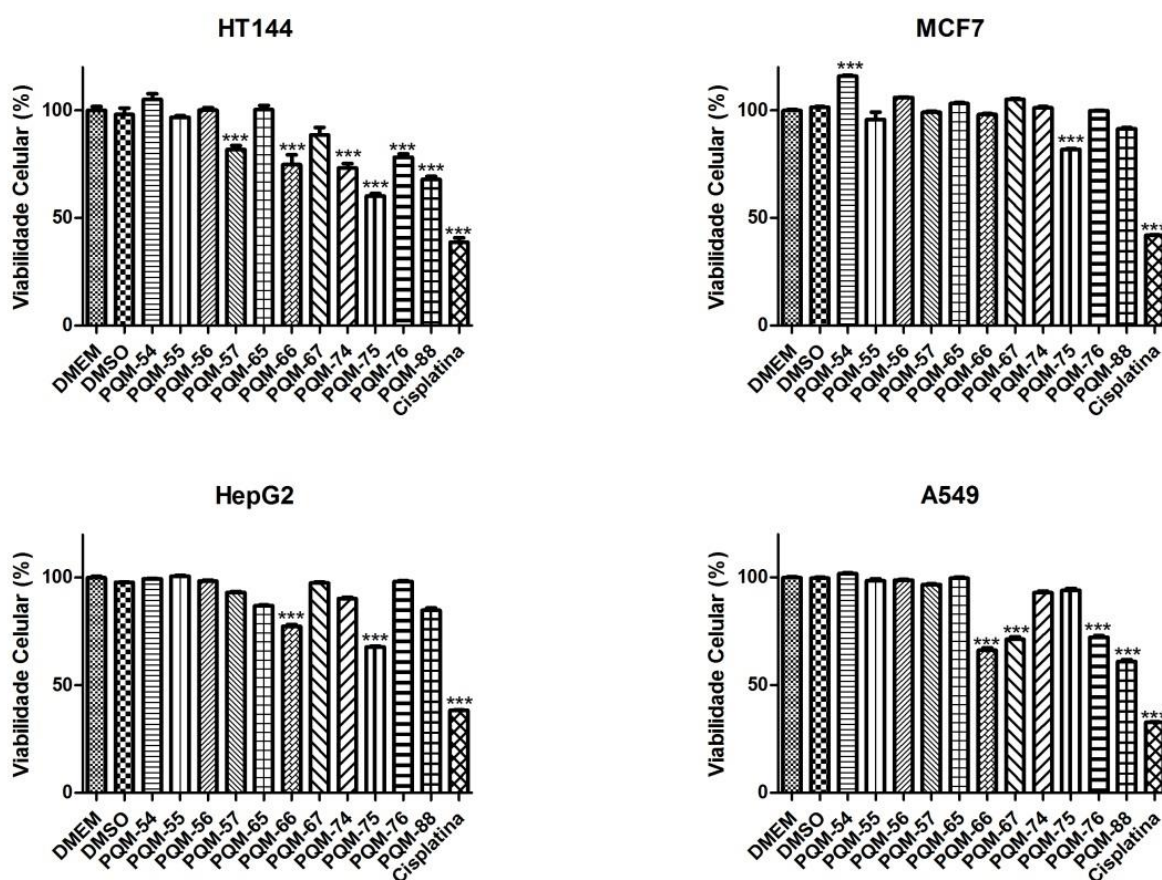 HT144
Viabilidade Celular (%)
100
50
0
***
***
***
***
***
***
***
DMEM
DMSO
PQM-54
PQM-55
PQM-56
PQM-57
PQM-65
PQM-66
PQM-67
PQM-74
PQM-75
PQM-76
PQM-88
Cisplatina
MCF7
Viabilidade Celular (%)
100
50
0
***
***
***
DMEM
DMSO
PQM-54
PQM-55
PQM-56
PQM-57
PQM-65
PQM-66
PQM-67
PQM-74
PQM-75
PQM-76
PQM-88
Cisplatina
HepG2
Viabilidade Celular (%)
100
50
0
***
***
***
DMEM
DMSO
PQM-54
PQM-55
PQM-56
PQM-57
PQM-65
PQM-66
PQM-67
PQM-74
PQM-75
PQM-76
PQM-88
Cisplatina
A549
Viabilidade Celular (%)
100
50
0
***
***
***
***
***
DMEM
DMSO
PQM-54
PQM-55
PQM-56
PQM-57
PQM-65
PQM-66
PQM-67
PQM-74
PQM-75
PQM-76
PQM-88
Cisplatina